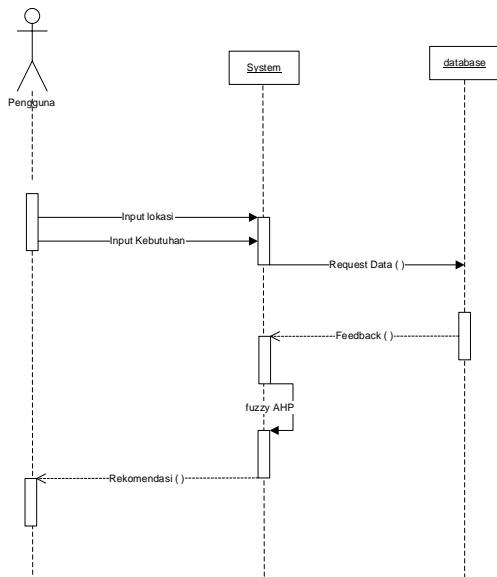 System
database
Pengguna
Input lokasi
Input Kebutuhan
Request Data ( )
Feedback ( )
fuzzy AHP
Rekomendasi ( )